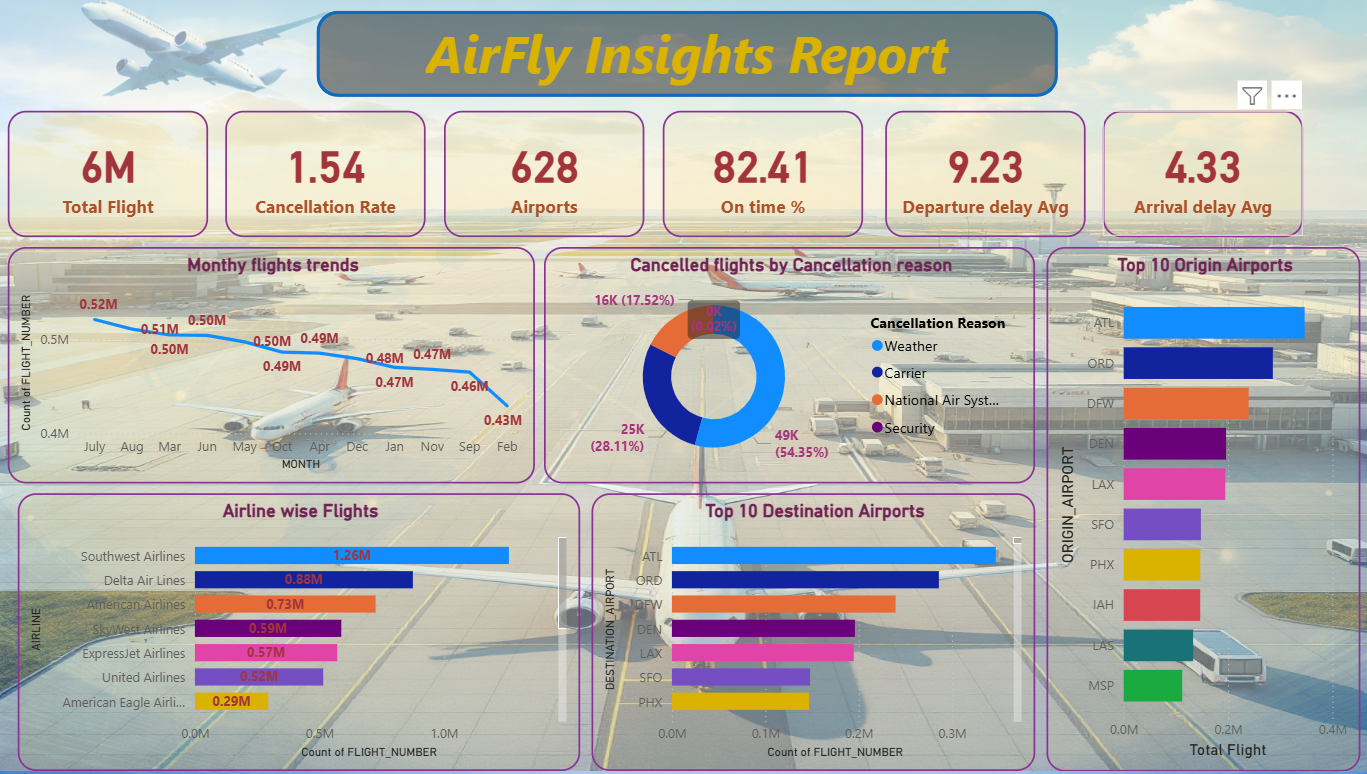 AirFly Insights Report
6M
Total Flight
1.54
Cancellation Rate
628
Airports
82.41
On time %
9.23
Departure delay Avg
4.33
Arrival delay Avg
Monthy flights trends
Count of FLIGHT_NUMBER
0.5M
0.4M
0.52M
0.51M
0.50M
0.50M
0.50M
0.49M
0.49M
0.48M
0.47M
0.47M
0.46M
0.43M
July Aug Mar Jun May Oct Apr Dec Jan Nov Sep Feb
MONTH
Cancelled flights by Cancellation reason
16K (17.52%)
0K
(0.02%)
25K
(28.11%)
49K
(54.35%)
Cancellation Reason
Weather
Carrier
National Air Syst...
Security
Top 10 Origin Airports
ORIGIN_AIRPORT
ATL
ORD
DFW
DEN
LAX
SFO
PHX
IAH
LAS
MSP
0.0M 0.2M 0.4M
Total Flight
Airline wise Flights
AIRLINE
Southwest Airlines 1.26M
Delta Air Lines 0.88M
American Airlines 0.73M
SkyWest Airlines 0.59M
ExpressJet Airlines 0.57M
United Airlines 0.52M
American Eagle Airli... 0.29M
0.0M 0.5M 1.0M
Count of FLIGHT_NUMBER
Top 10 Destination Airports
DESTINATION_AIRPORT
ATL
ORD
DFW
DEN
LAX
SFO
PHX
0.0M 0.1M 0.2M 0.3M
Count of FLIGHT_NUMBER